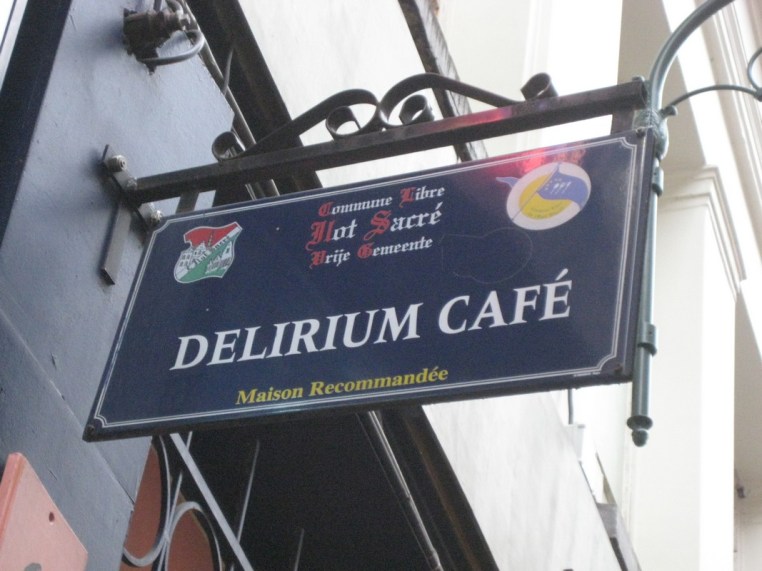 Commune Libre
Ilot Sacré
Vrije Gemeente
DELIRIUM CAFÉ
Maison Recommandée